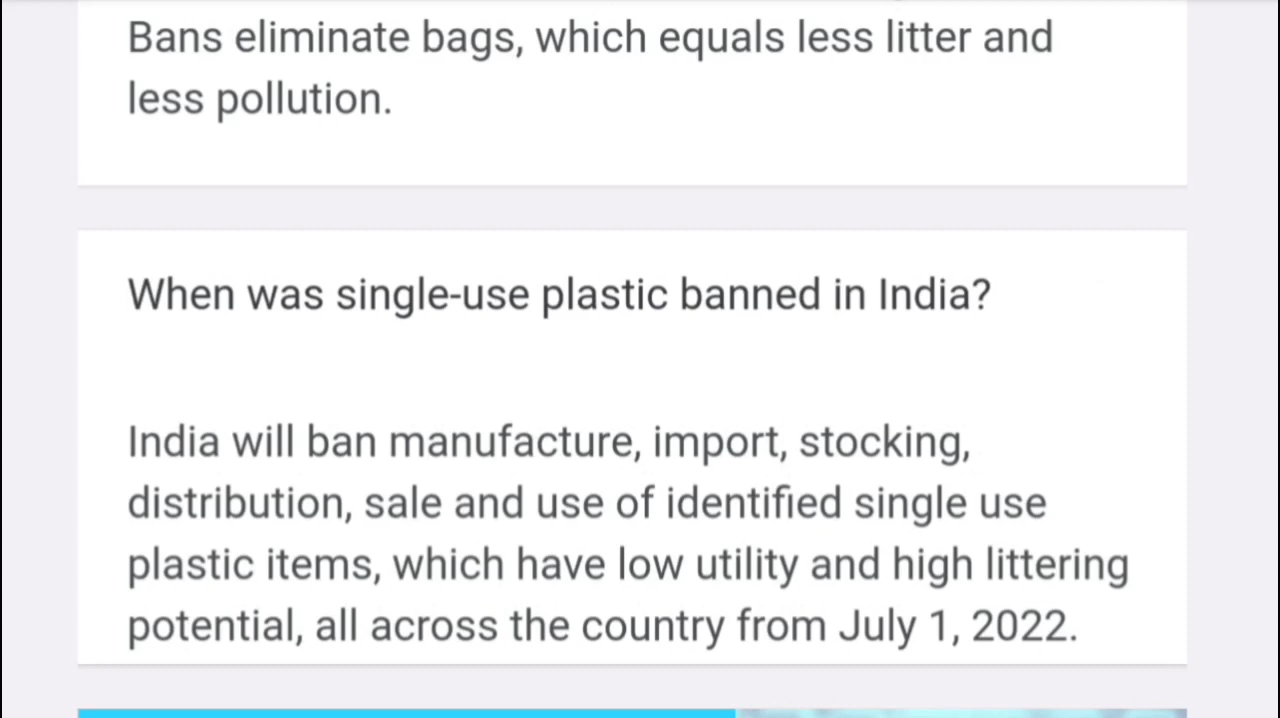 Bans eliminate bags, which equals less litter and
less pollution.
When was single-use plastic banned in India?
India will ban manufacture, import, stocking,
distribution, sale and use of identified single use
plastic items, which have low utility and high littering
potential, all across the country from July 1, 2022.